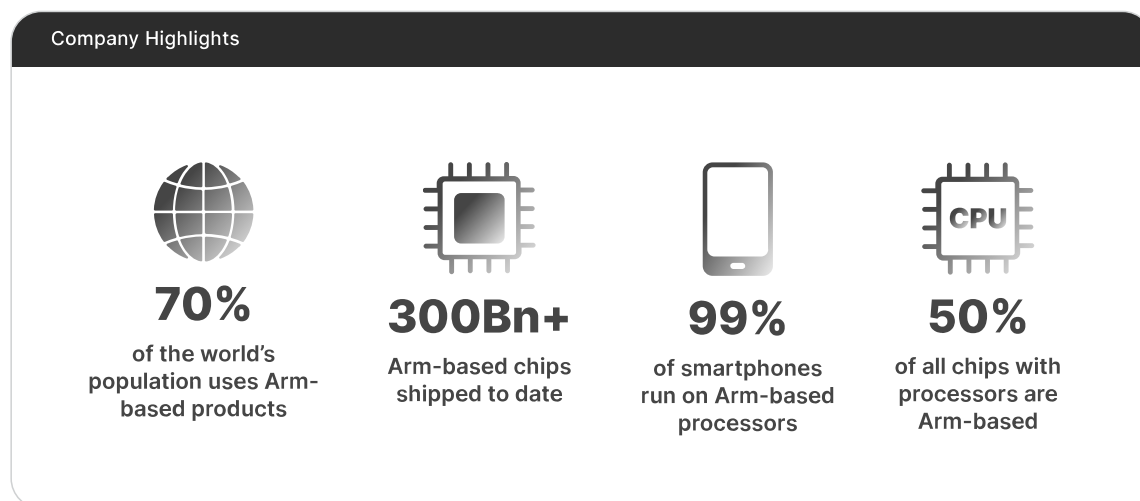 Company Highlights
70%
of the world’s
population uses Arm-
based products
300Bn+
Arm-based chips
shipped to date
99%
of smartphones
run on Arm-based
processors
CPU
50%
of all chips with
processors are
Arm-based